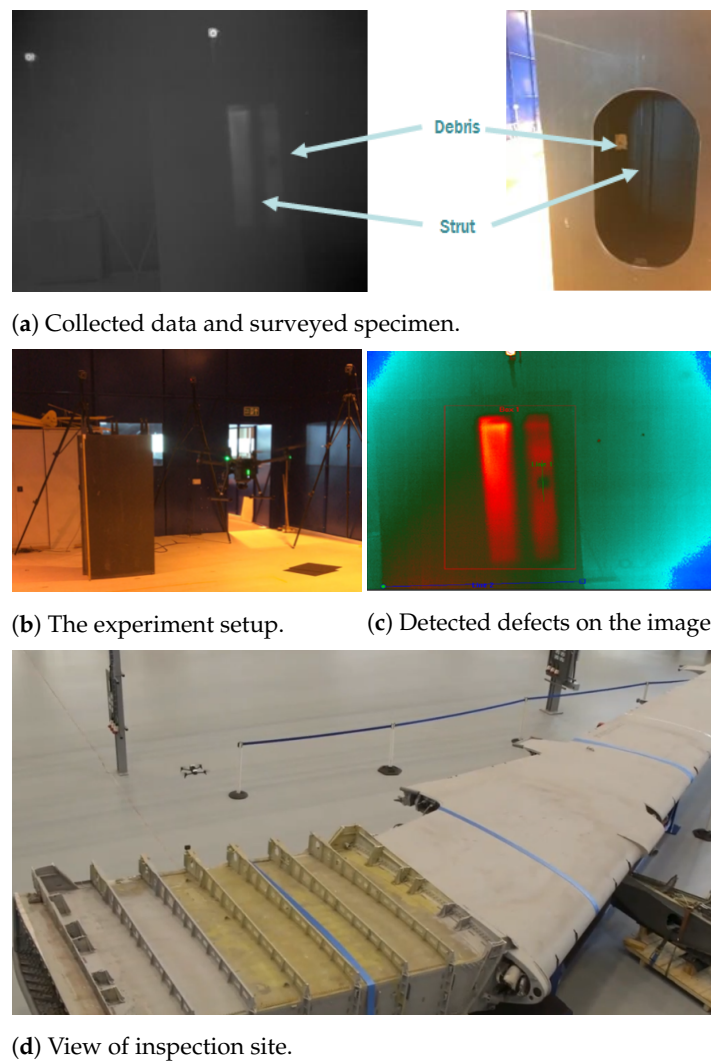 Debris
Strut
(a) Collected data and surveyed specimen.
(b) The experiment setup.
(c) Detected defects on the image
(d) View of inspection site.